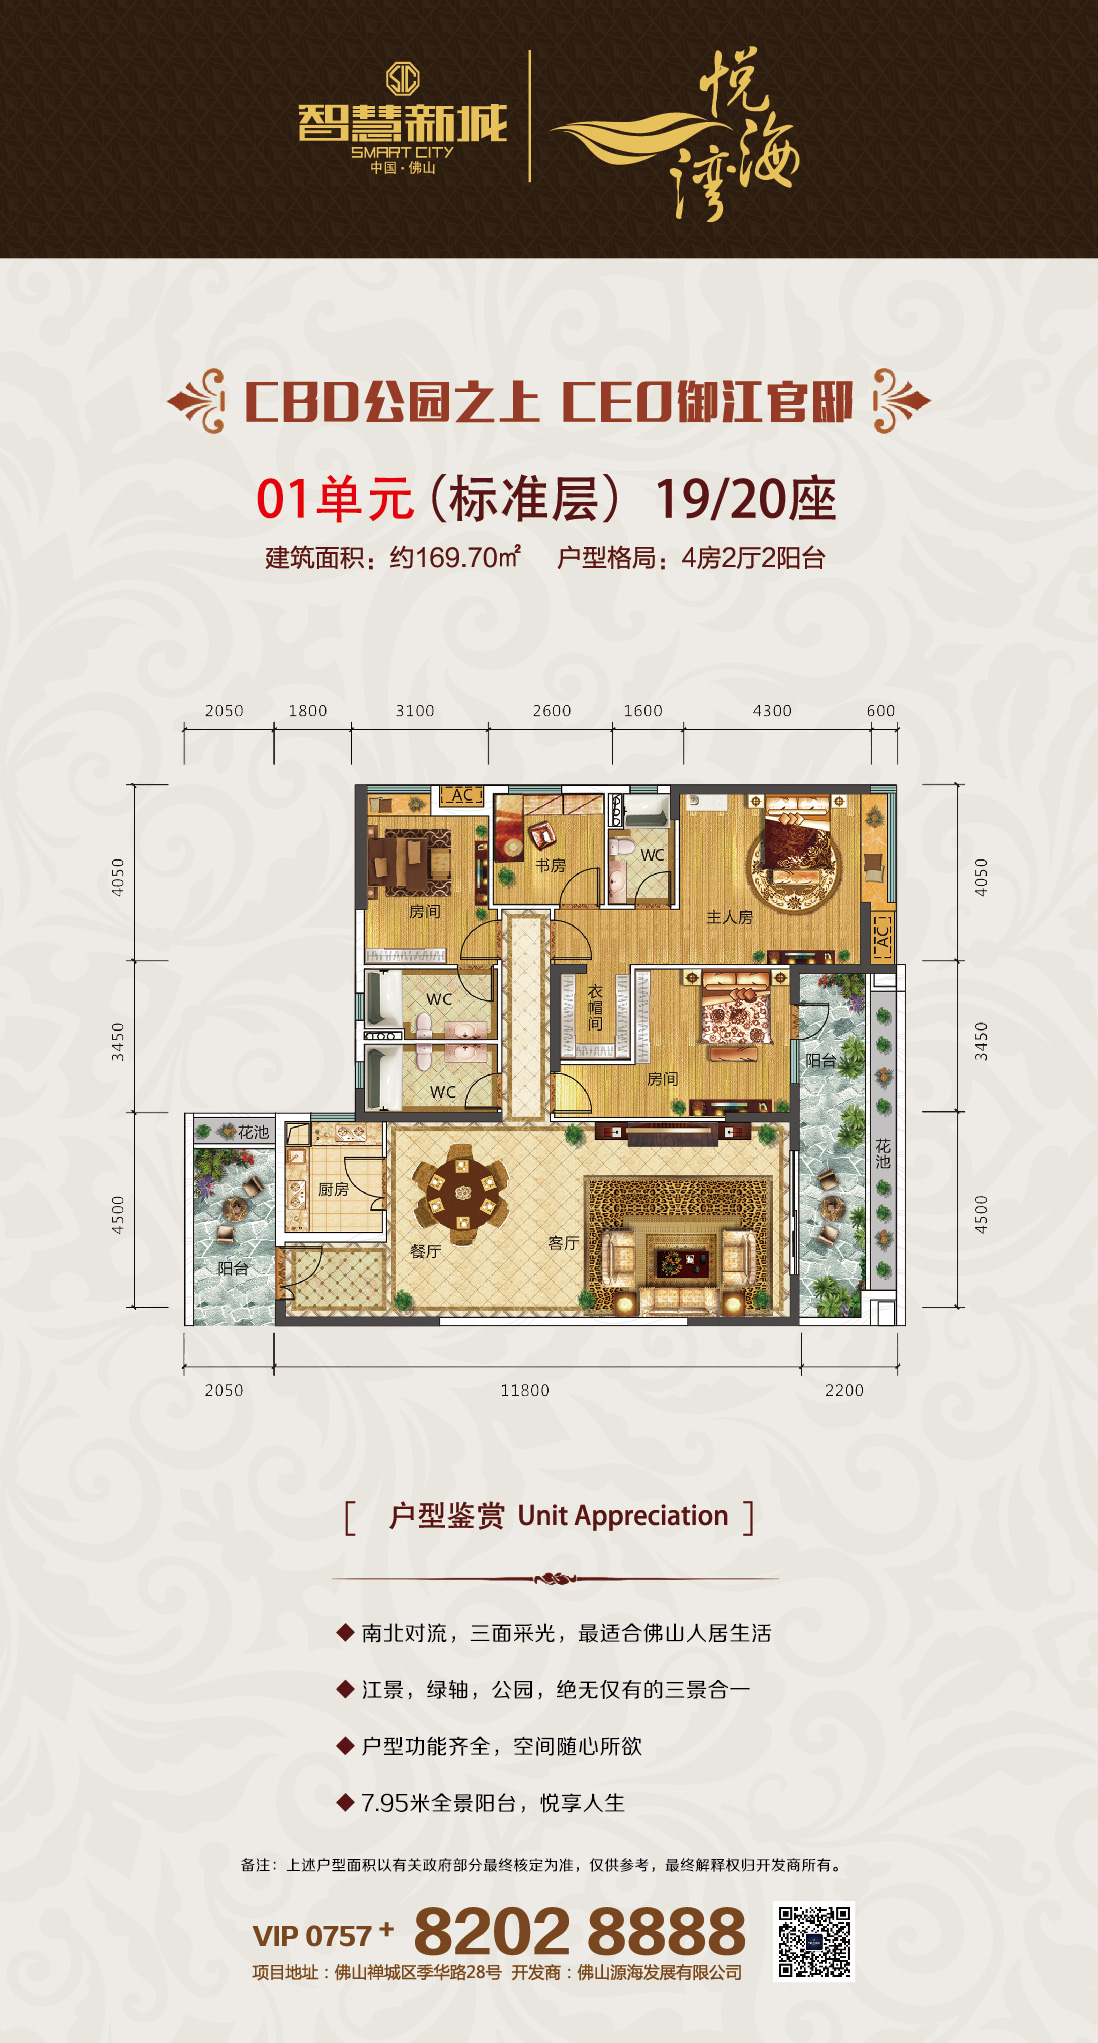 智慧新城
SMART CITY
中国·佛山
悦海湾
CBD公园之上 CEO御江官邸
01单元（标准层） 19/20座
建筑面积：约169.70㎡ 户型格局：4房2厅2阳台
2050 1800 3100 2600 1600 4300 600
AC
书房
WC
房间
主人房
AC
4050
4050
WC
衣帽间
3450
3450
阳台
房间
WC
花池
花池
厨房
4500
4500
客厅
餐厅
阳台
2050 11800 2200
[ 户型鉴赏 Unit Appreciation ]
◆ 南北对流，三面采光，最适合佛山人居生活
◆ 江景，绿轴，公园，绝无仅有的三景合一
◆ 户型功能齐全，空间随心所欲
◆ 7.95米全景阳台，悦享人生
备注：上述户型面积以有关政府部分最终核定为准，仅供参考，最终解释权归开发商所有。
VIP 0757 + 8202 8888
项目地址：佛山禅城区季华路28号 开发商：佛山源海发展有限公司